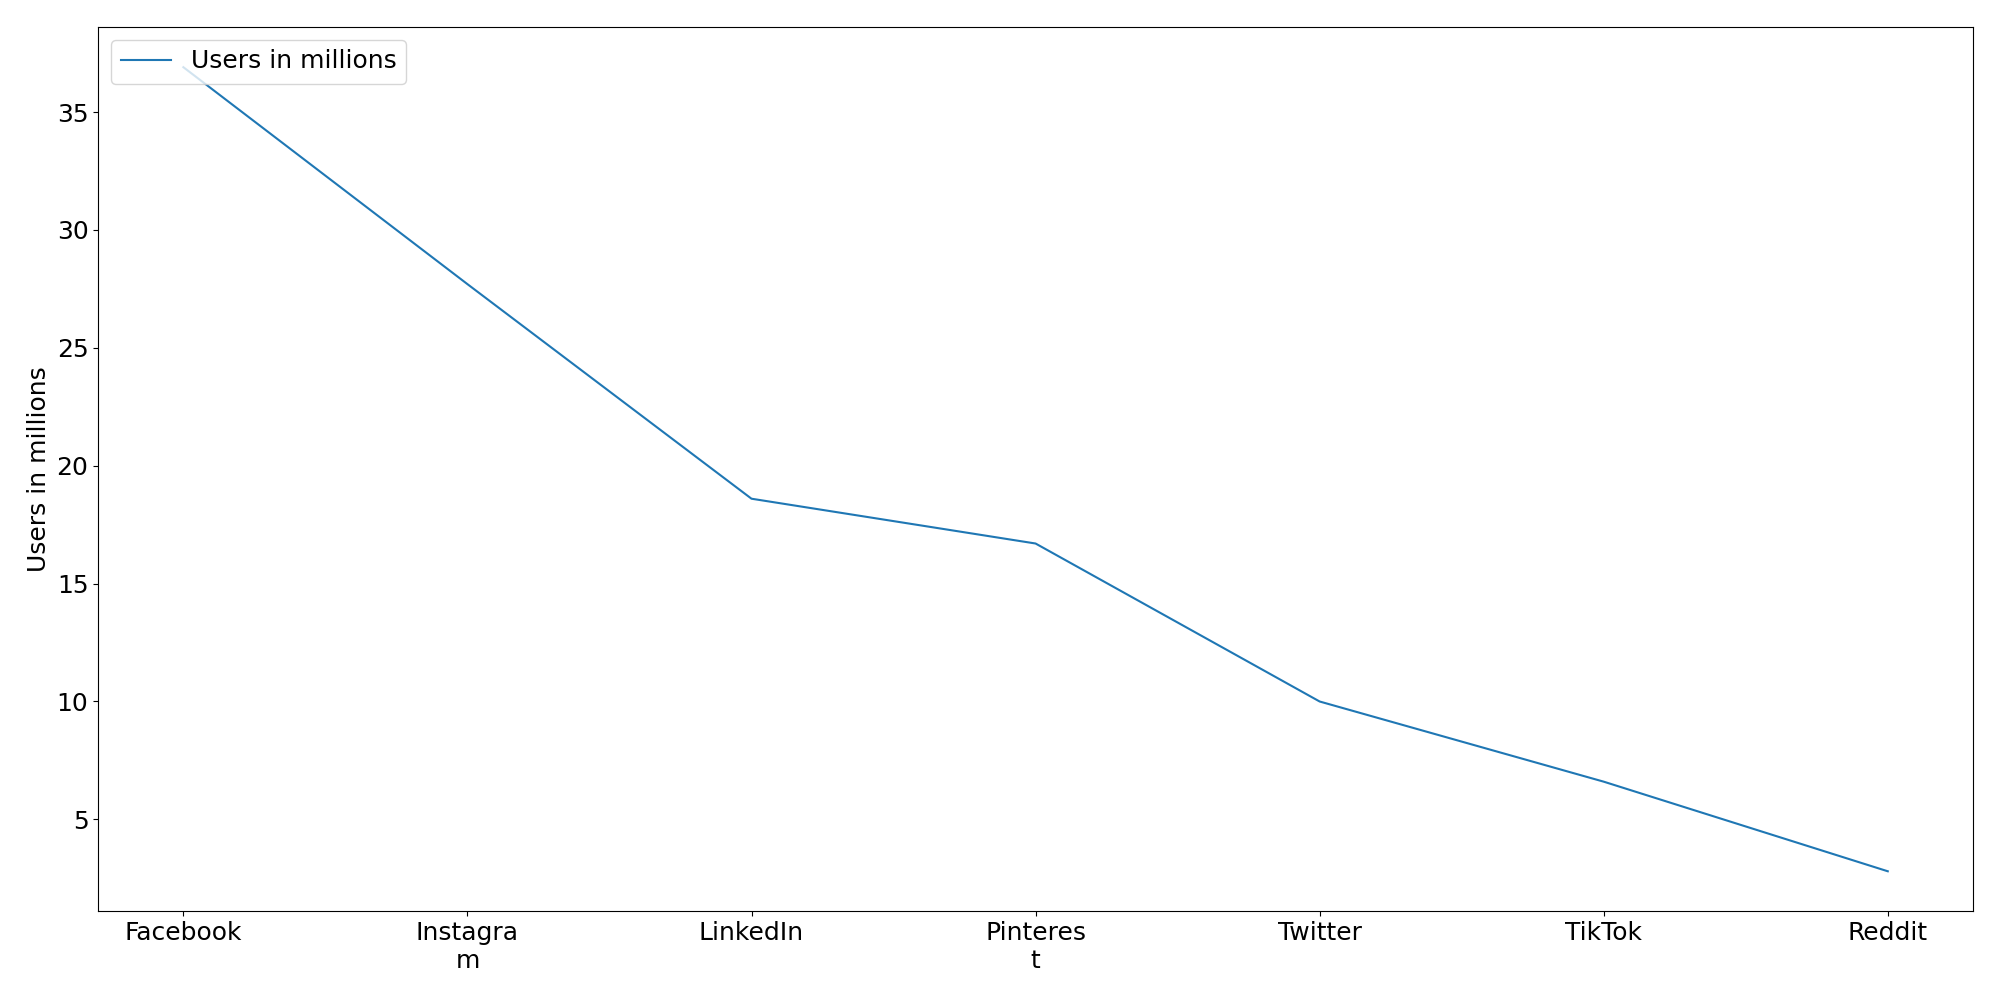 Users in millions
35
30
25
20
15
10
5
Users in millions
Facebook
Instagra
m
LinkedIn
Pinteres
t
Twitter
TikTok
Reddit